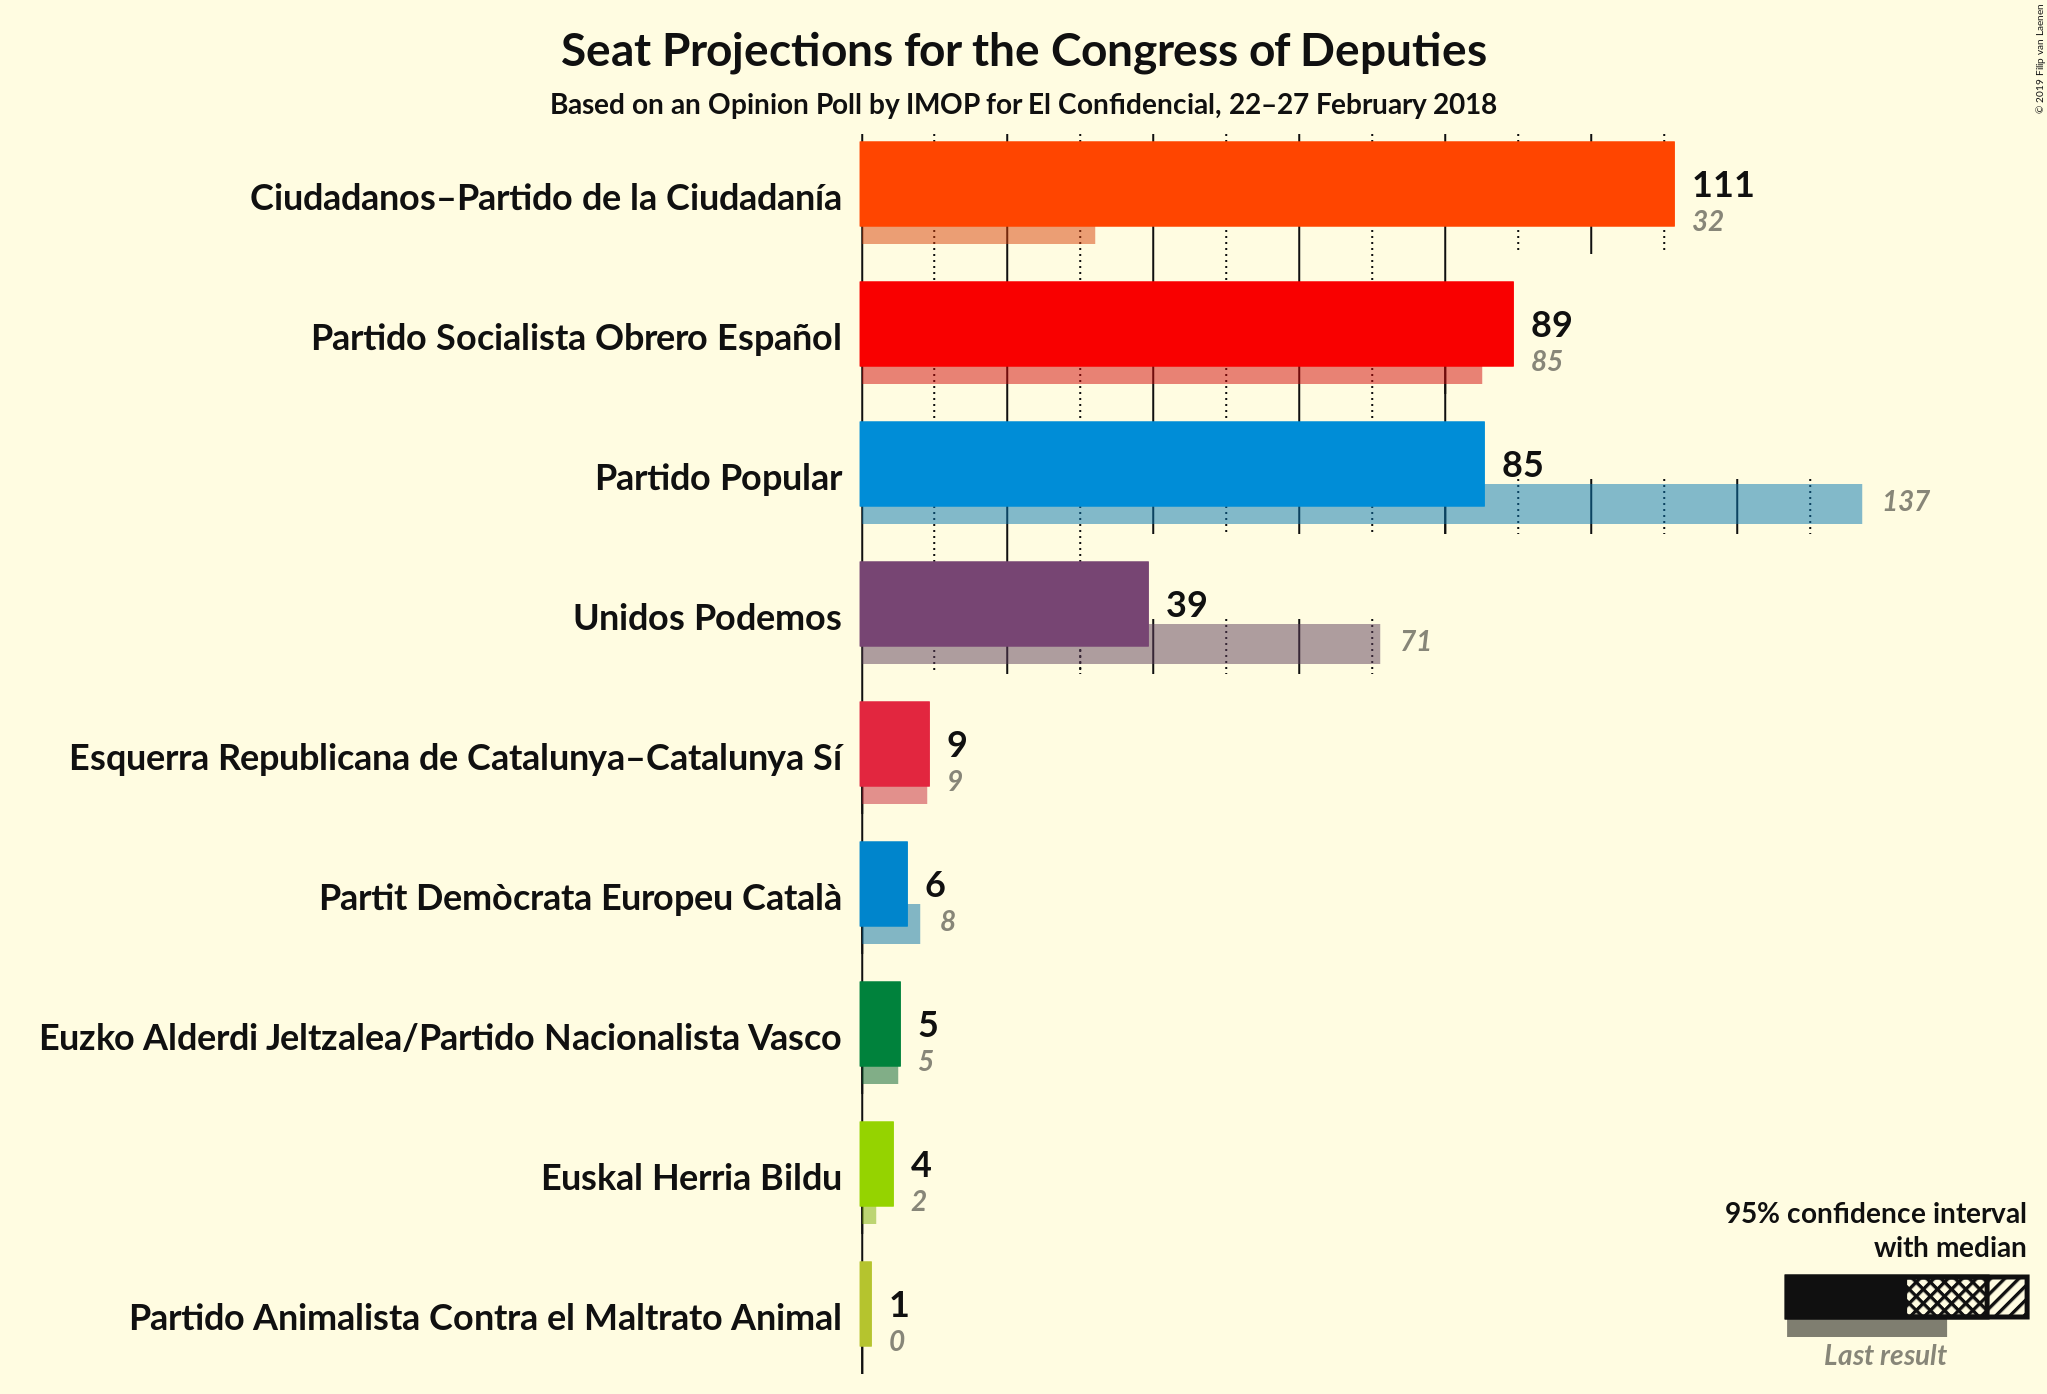 Seat Projections for the Congress of Deputies
Based on an Opinion Poll by IMOP for El Confidencial, 22–27 February 2018
© 2019 Filip van Laenen
Ciudadanos–Partido de la Ciudadanía
111
32
Partido Socialista Obrero Español
89
85
Partido Popular
85
137
Unidos Podemos
39
71
Esquerra Republicana de Catalunya–Catalunya Sí
9
9
Partit Demòcrata Europeu Català
6
8
Euzko Alderdi Jeltzalea/Partido Nacionalista Vasco
5
5
Euskal Herria Bildu
4
2
Partido Animalista Contra el Maltrato Animal
1
0
95% confidence interval
with median
Last result